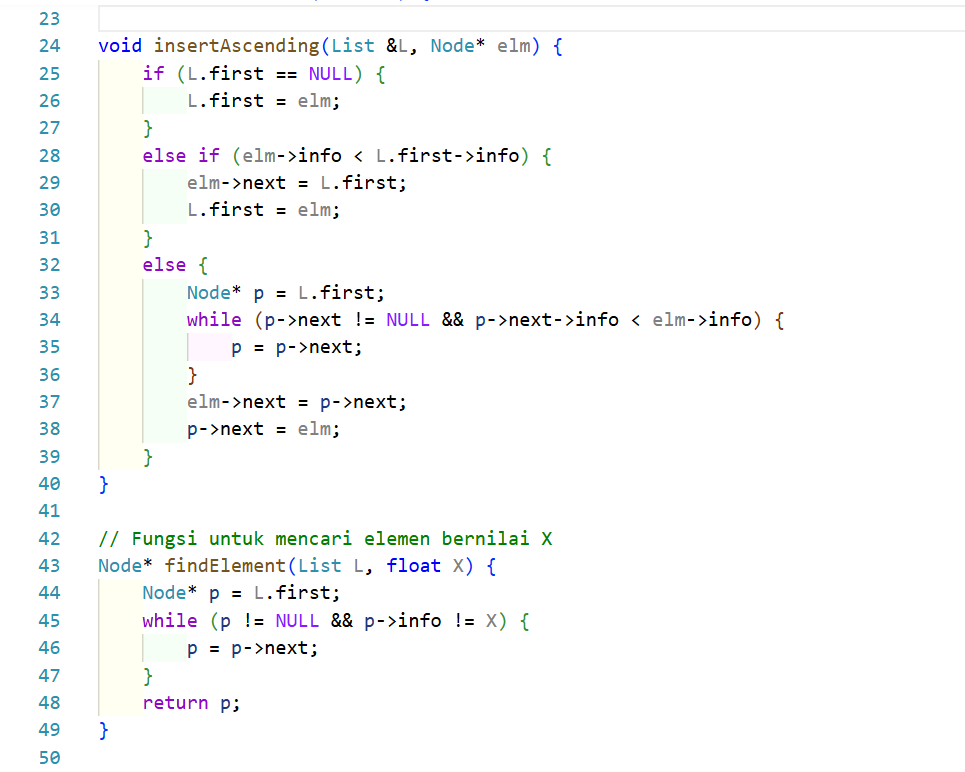 23
24 void insertAscending(List &L, Node* elm) {
25     if (L.first == NULL) {
26         L.first = elm;
27     }
28     else if (elm->info < L.first->info) {
29         elm->next = L.first;
30         L.first = elm;
31     }
32     else {
33         Node* p = L.first;
34         while (p->next != NULL && p->next->info < elm->info) {
35             p = p->next;
36         }
37         elm->next = p->next;
38         p->next = elm;
39     }
40 }
41
42 // Fungsi untuk mencari elemen bernilai X
43 Node* findElement(List L, float X) {
44     Node* p = L.first;
45     while (p != NULL && p->info != X) {
46         p = p->next;
47     }
48     return p;
49 }
50